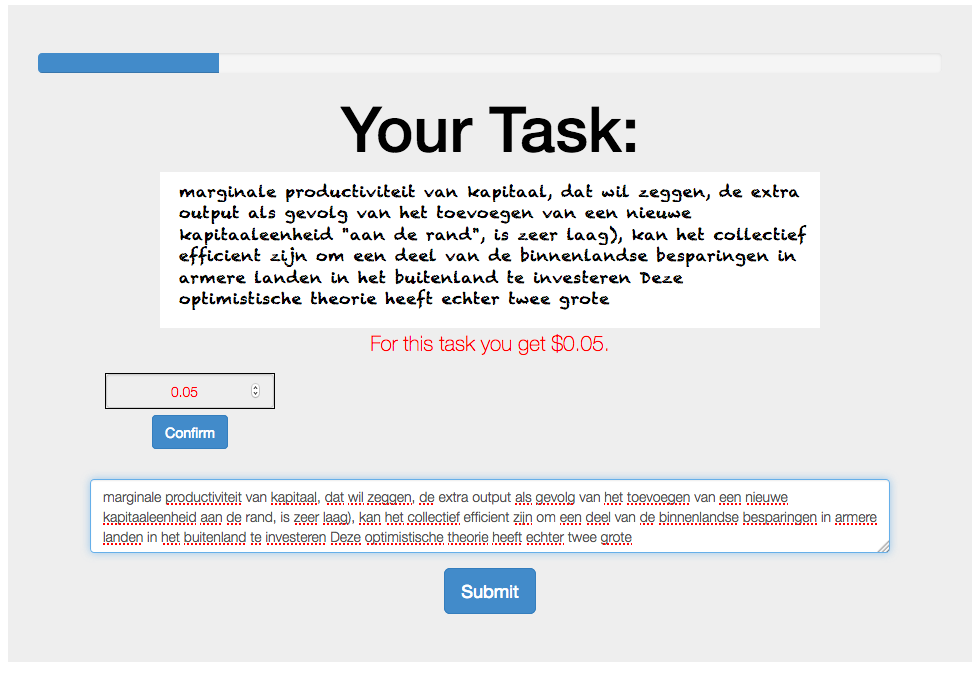 Your Task:
marginale productiviteit van kapitaal, dat wil zeggen, de extra
output als gevolg van het toevoegen van een nieuwe
kapitaaleenheid "aan de rand", is zeer laag), kan het collectief
efficient zijn om een deel van de binnenlandse besparingen in
armere landen in het buitenland te investeren Deze
optimistische theorie heeft echter twee grote
For this task you get $0.05.
0.05
Confirm
marginale productiviteit van kapitaal, dat wil zeggen, de extra output als gevolg van het toevoegen van een nieuwe
kapitaaleenheid aan de rand, is zeer laag), kan het collectief efficient zijn om een deel van de binnenlandse besparingen in armere
landen in het buitenland te investeren Deze optimistische theorie heeft echter twee grote
Submit